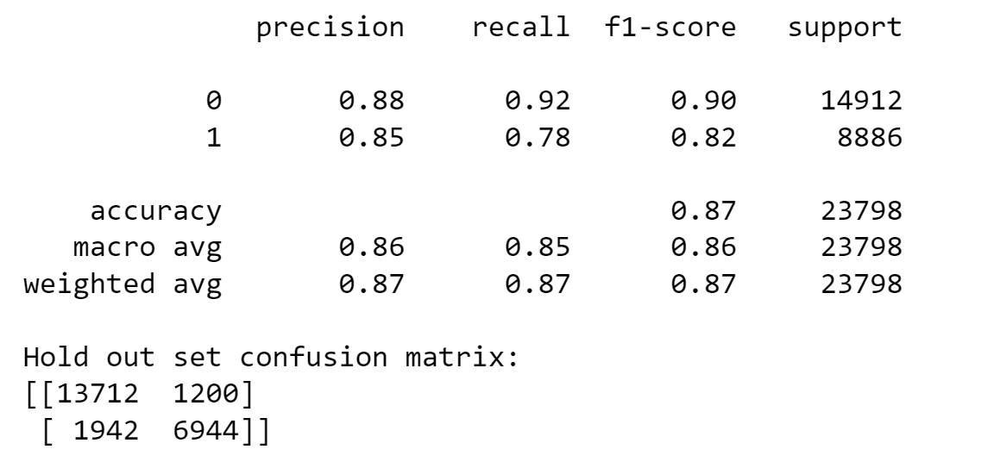 precision recall f1-score support
0 0.88 0.92 0.90 14912
1 0.85 0.78 0.82 8886
accuracy 0.87 23798
macro avg 0.86 0.85 0.86 23798
weighted avg 0.87 0.87 0.87 23798
Hold out set confusion matrix:
[[13712 1200]
[ 1942 6944]]